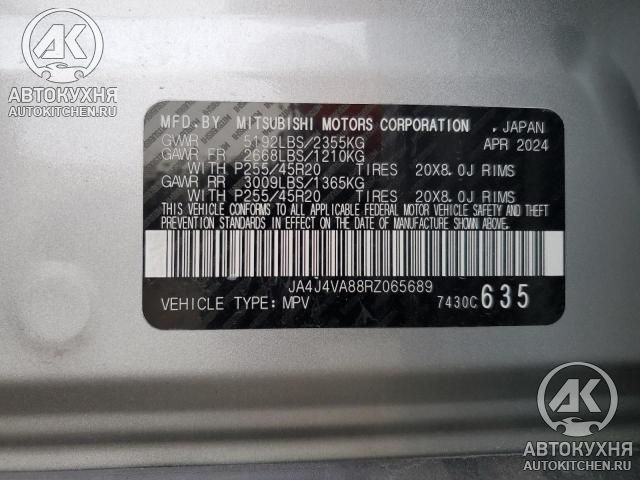 АК
АВТОКУХНЯ
AUTOKITCHEN.RU
MFD.BY MITSUBISHI MOTORS CORPORATION , JAPAN
GVWR 5192LBS/2355KG APR 2024
GAWR FR 2668LBS/1210KG
WITH P255/45R20 TIRES 20X8.0J RIMS
GAWR RR 3009LBS/1365KG
WITH P255/45R20 TIRES 20X8.0J RIMS
THIS VEHICLE CONFORMS TO ALL APPLICABLE FEDERAL MOTOR VEHICLE SAFETY AND THEFT
PREVENTION STANDARDS IN EFFECT ON THE DATE OF MANUFACTURE SHOWN ABOVE.
JA4J4VA88RZ065689
VEHICLE TYPE: MPV 7430C 635
АК
АВТОКУХНЯ
AUTOKITCHEN.RU